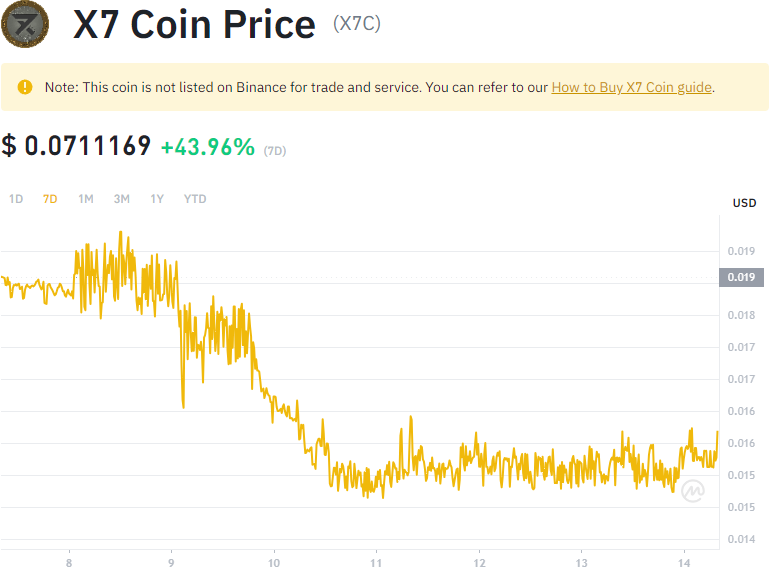 X7 Coin Price (X7C)
Note: This coin is not listed on Binance for trade and service. You can refer to our How to Buy X7 Coin guide.
$ 0.0711169 +43.96% (7D)
1D 7D 1M 3M 1Y YTD
USD
0.019
0.019
0.018
0.017
0.017
0.016
0.016
0.015
0.015
0.014
8 9 10 11 12 13 14